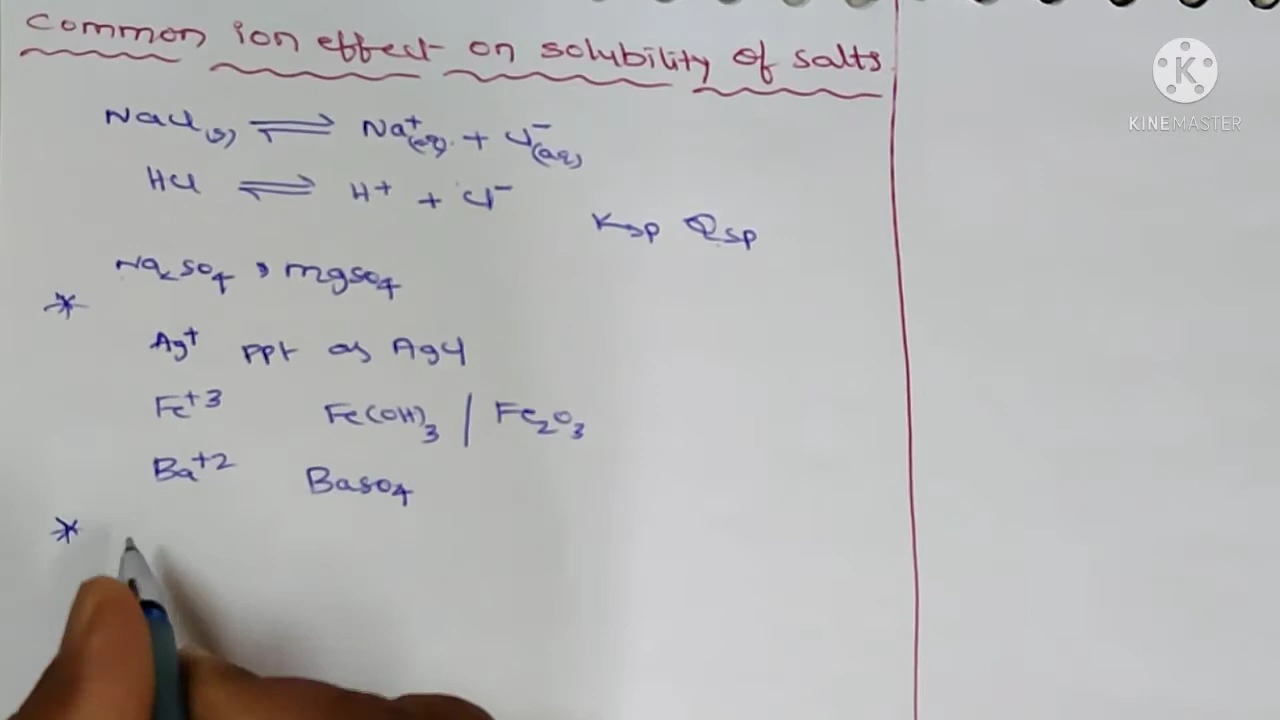 Common ion effect on solubility of salts
NaCl(s) ⇌ Na+(aq) + Cl-(aq)
HCl ⇌ H+ + Cl-
Ksp Qsp
Na2SO4, MgSO4
*
Ag+ ppt as AgCl
Fe+3 Fe(OH)3 / Fe2O3
Ba+2 BaSO4
*
K
KINEMASTER